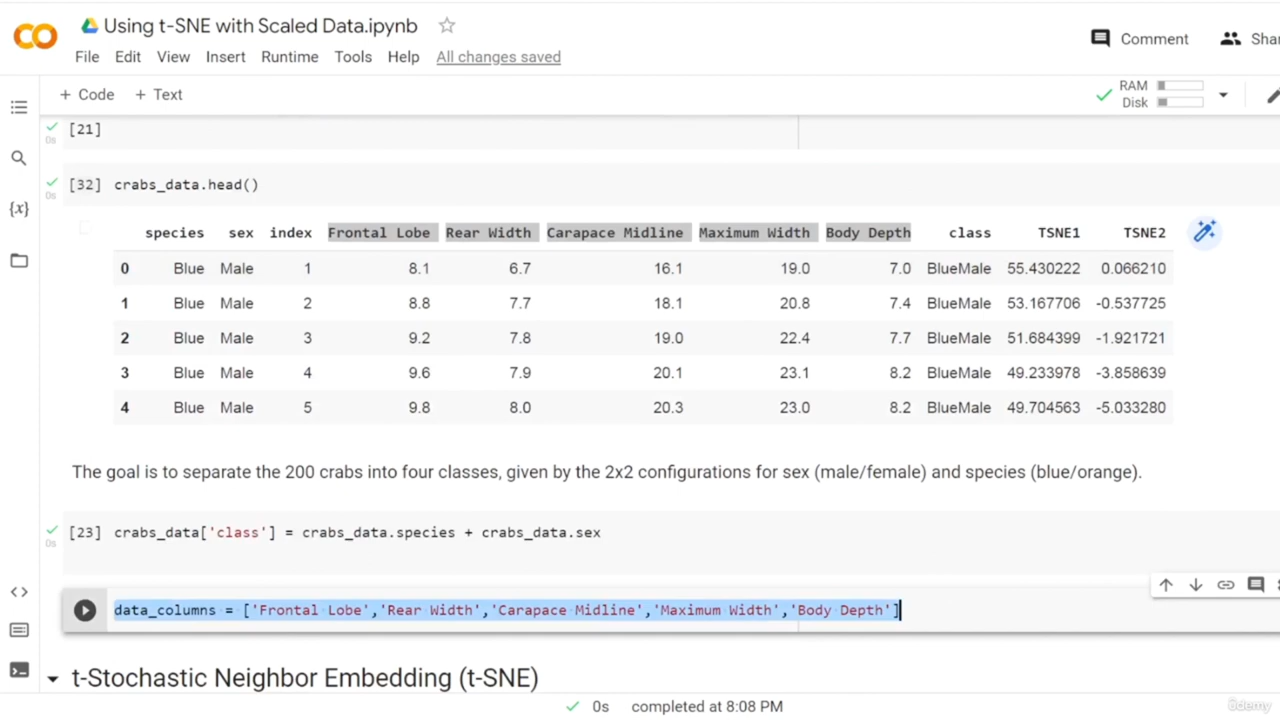 Using t-SNE with Scaled Data.ipynb
File Edit View Insert Runtime Tools Help All changes saved
Comment
+ Code + Text
RAM
Disk
[21]
0s
[32] crabs_data.head()
0s
{x}
species sex index Frontal Lobe Rear Width Carapace Midline Maximum Width Body Depth class TSNE1 TSNE2
0 Blue Male 1 8.1 6.7 16.1 19.0 7.0 BlueMale 55.430222 0.066210
1 Blue Male 2 8.8 7.7 18.1 20.8 7.4 BlueMale 53.167706 -0.537725
2 Blue Male 3 9.2 7.8 19.0 22.4 7.7 BlueMale 51.684399 -1.921721
3 Blue Male 4 9.6 7.9 20.1 23.1 8.2 BlueMale 49.233978 -3.858639
4 Blue Male 5 9.8 8.0 20.3 23.0 8.2 BlueMale 49.704563 -5.033280
The goal is to separate the 200 crabs into four classes, given by the 2x2 configurations for sex (male/female) and species (blue/orange).
[23] crabs_data['class'] = crabs_data.species + crabs_data.sex
0s
data_columns = ['Frontal Lobe','Rear Width','Carapace Midline','Maximum Width','Body Depth']
t-Stochastic Neighbor Embedding (t-SNE)
0s completed at 8:08 PM
ûdemy